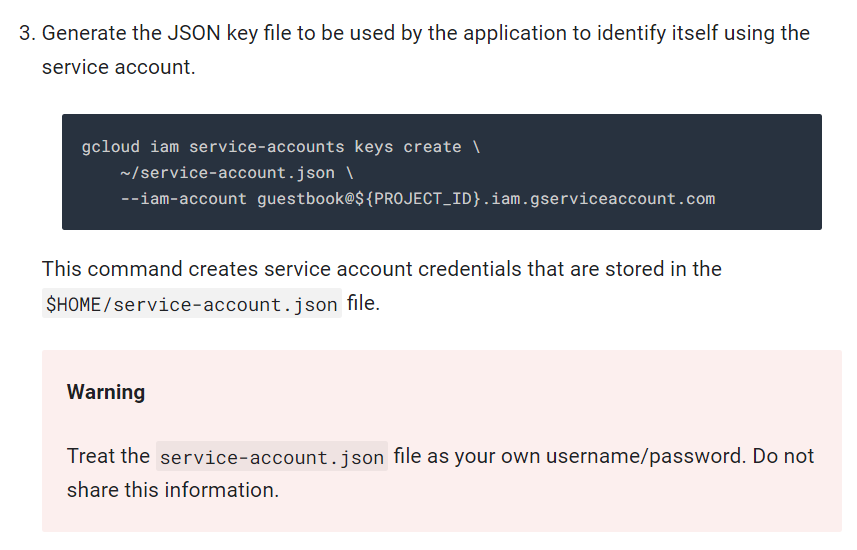 3. Generate the JSON key file to be used by the application to identify itself using the
service account.
gcloud iam service-accounts keys create \
~/service-account.json \
--iam-account guestbook@${PROJECT_ID}.iam.gserviceaccount.com
This command creates service account credentials that are stored in the
$HOME/service-account.json file.
Warning
Treat the service-account.json file as your own username/password. Do not
share this information.